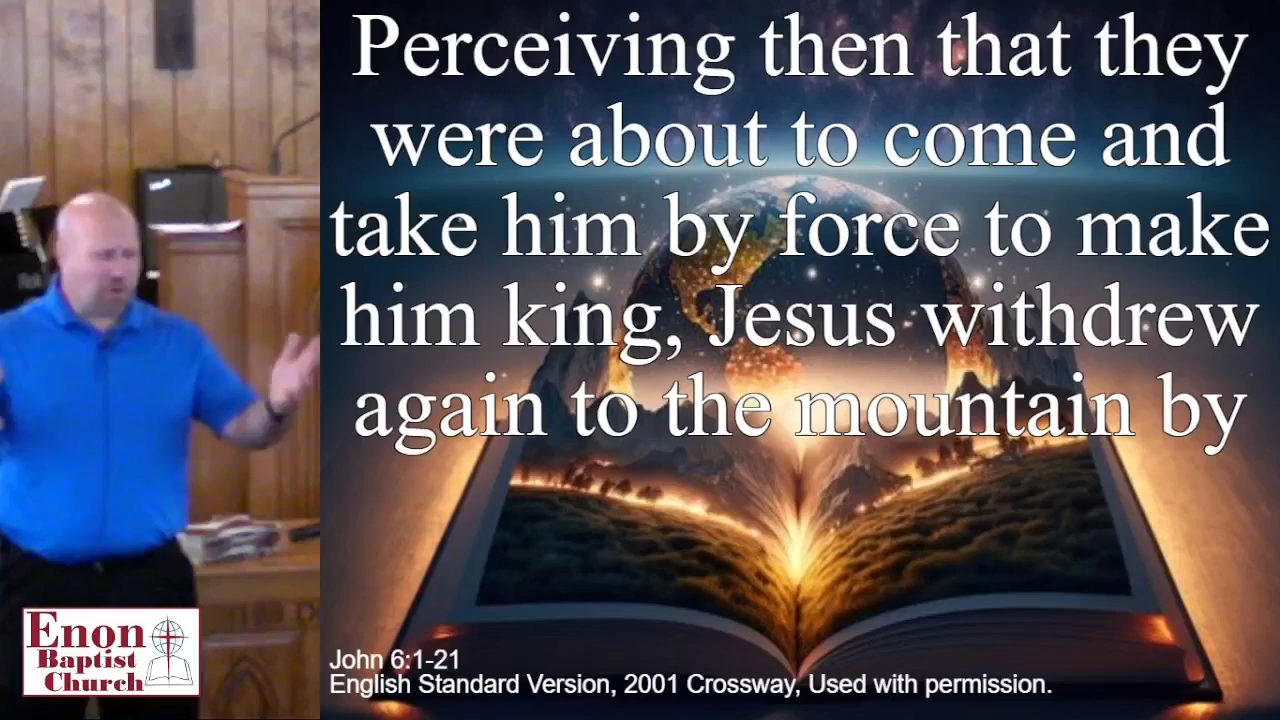 Perceiving then that they
were about to come and
take him by force to make
him king, Jesus withdrew
again to the mountain by
John 6:1-21
English Standard Version, 2001 Crossway, Used with permission.
Enon
Baptist
Church